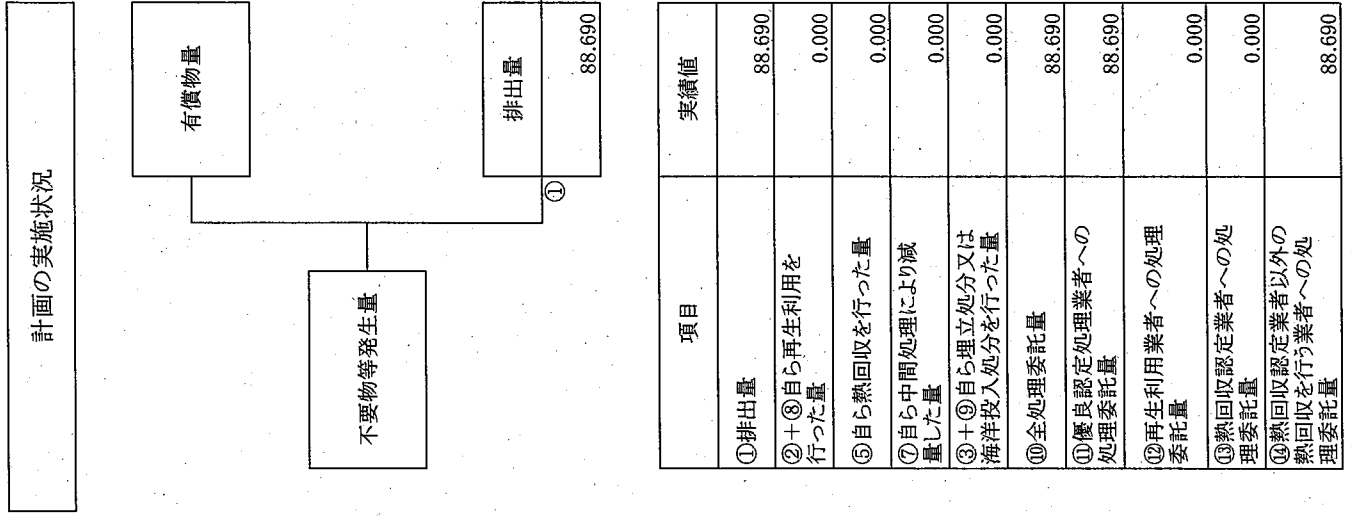 計画の実施状況
有償物量
不要物等発生量
排出量
①
88.690
項目 実績値
①排出量 88.690
②+⑧自ら再生利用を
行った量 0.000
⑤自ら熱回収を行った量 0.000
⑦自ら中間処理により減
量した量 0.000
③+⑨自ら埋立処分又は
海洋投入処分を行った量 0.000
⑩全処理委託量 88.690
⑪優良認定処理業者への
処理委託量 88.690
⑫再生利用業者への処理
委託量 0.000
⑬熱回収認定業者への処
理委託量 0.000
⑭熱回収認定業者以外の
熱回収を行う業者への処
理委託量 88.690